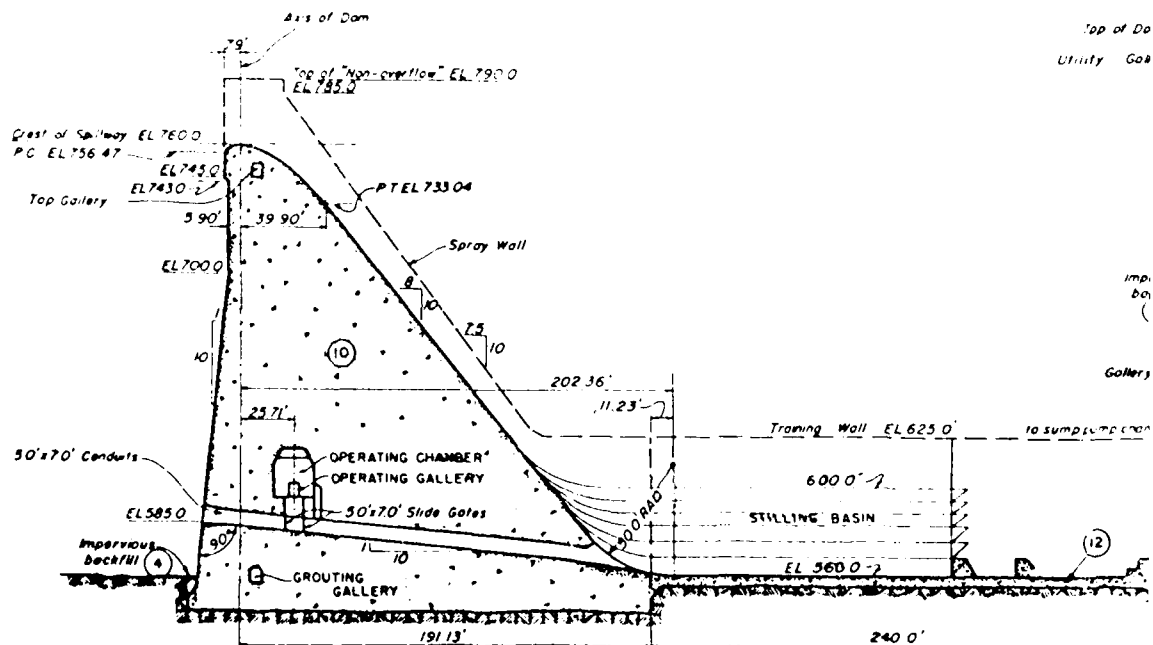 Axis of Dam
7.9'
Top of "Non-overflow" EL 790.0
EL 785.0
Top of
Utility
Crest of Spillway EL 760.0
P.C. EL 756.47
EL 745.0
EL 743.0
Top Gallery
P.T. EL 733.04
5.90'
39.90'
Spray Wall
EL 700.0
8
10
7.5
10
1
10
10
202.36'
11.23'
25.71'
Gallery
Training Wall EL 625.0'
to sump pump
5.0' x 7.0' Conduits
OPERATING CHAMBER
OPERATING GALLERY
600.0'
5.0' x 7.0' Slide Gates
EL 585.0
STILLING BASIN
50.0 RAD
90°
1
10
Impervious
backfill
4
12
EL 560.0
GROUTING
GALLERY
191.13'
240.0'